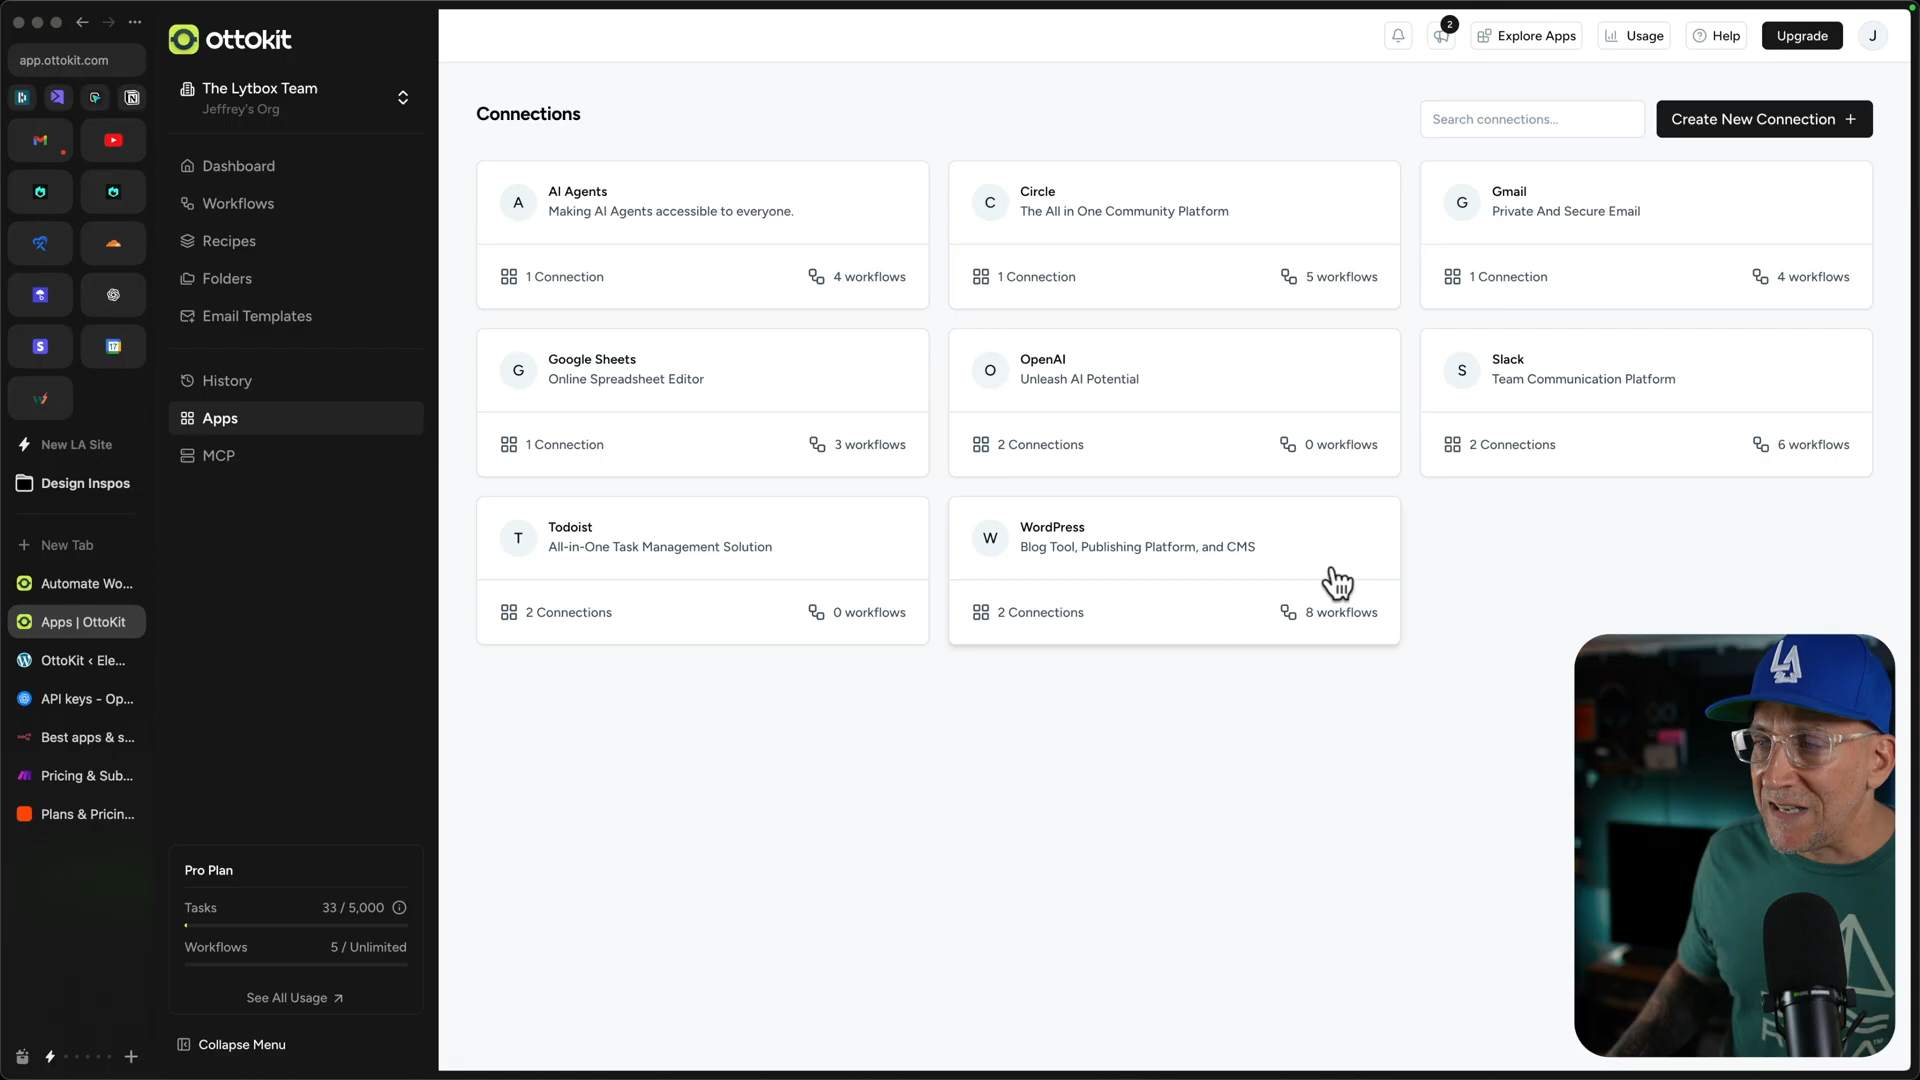 app.ottokit.com
New LA Site
Design Inspos
New Tab
Automate Wo...
Apps | OttoKit
OttoKit ‹ Ele...
API keys - Op...
Best apps & s...
Pricing & Sub...
Plans & Pricin...
ottokit
The Lytbox Team
Jeffrey's Org
Dashboard
Workflows
Recipes
Folders
Email Templates
History
Apps
MCP
Pro Plan
Tasks 33 / 5,000
Workflows 5 / Unlimited
See All Usage
Collapse Menu
2
Explore Apps
Usage
Help
Upgrade
J
Connections
Search connections...
Create New Connection +
A
AI Agents
Making AI Agents accessible to everyone.
1 Connection
4 workflows
C
Circle
The All in One Community Platform
1 Connection
5 workflows
G
Gmail
Private And Secure Email
1 Connection
4 workflows
G
Google Sheets
Online Spreadsheet Editor
1 Connection
3 workflows
O
OpenAI
Unleash AI Potential
2 Connections
0 workflows
S
Slack
Team Communication Platform
2 Connections
6 workflows
T
Todoist
All-in-One Task Management Solution
2 Connections
0 workflows
W
WordPress
Blog Tool, Publishing Platform, and CMS
2 Connections
8 workflows
LA